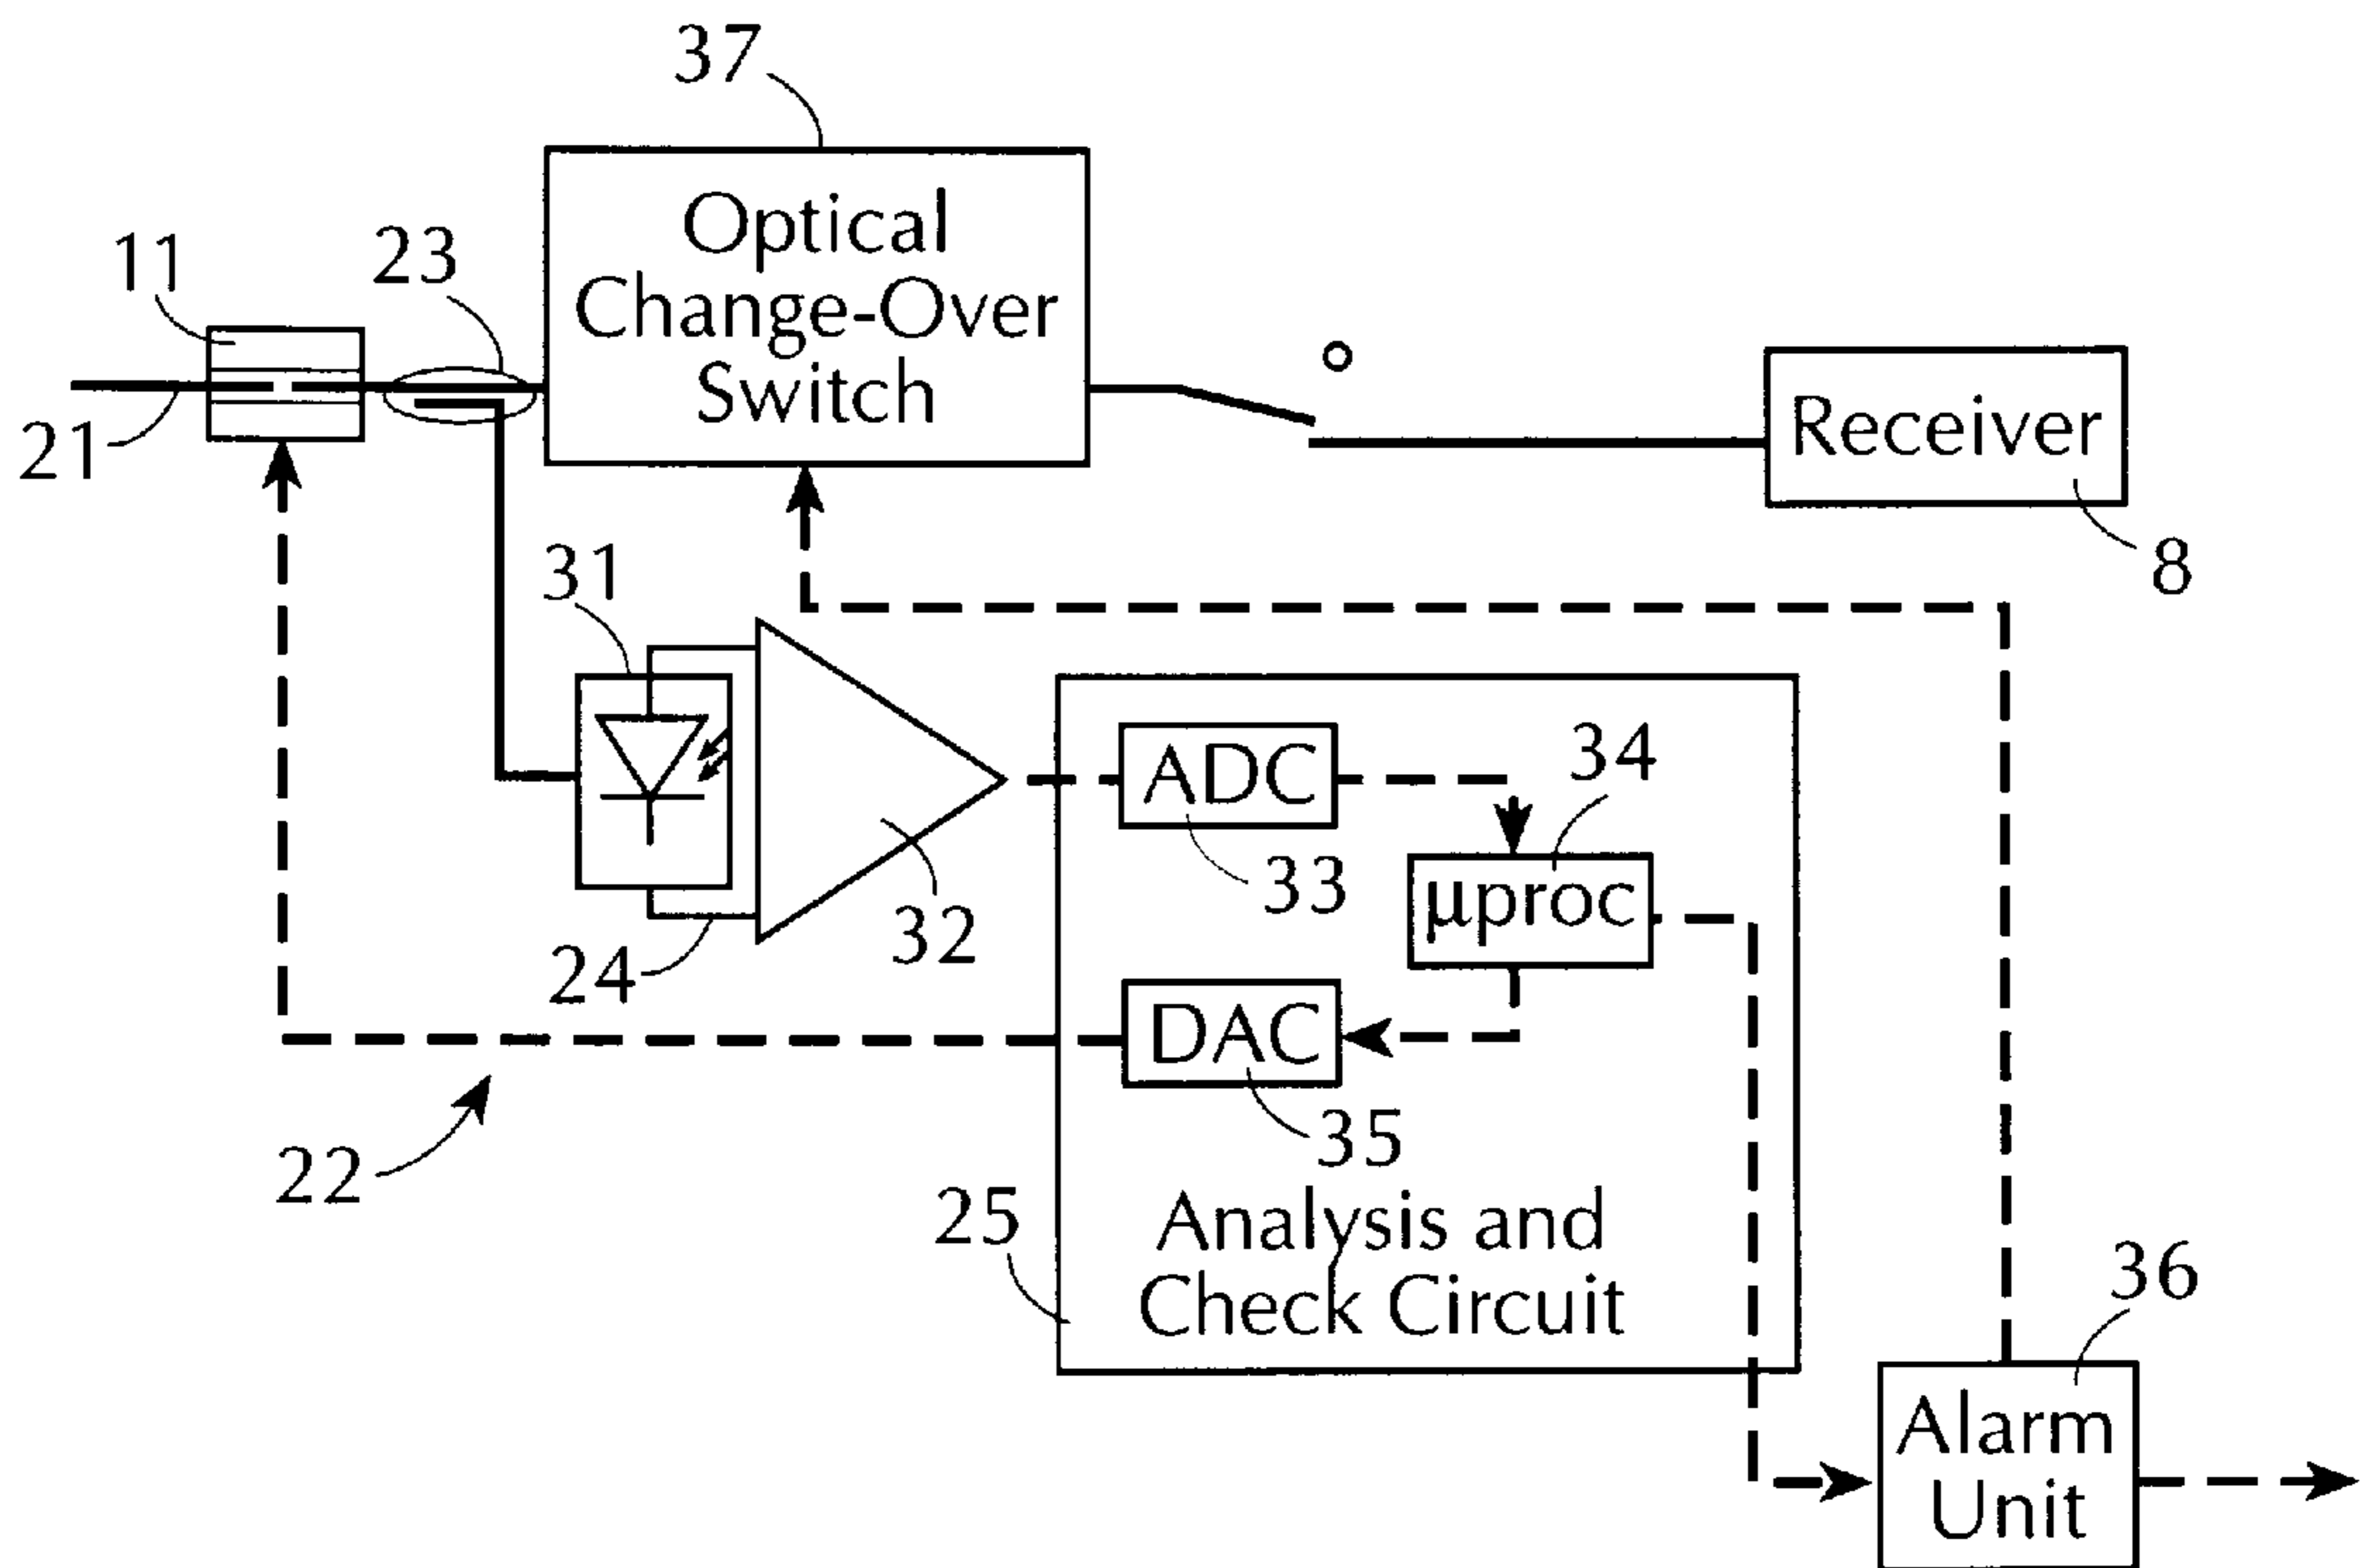 37
Optical
Change-Over
Switch
11
23
21
Receiver
8
31
ADC
34
33
μproc
32
24
DAC
35
22
25
Analysis and
Check Circuit
36
Alarm
Unit